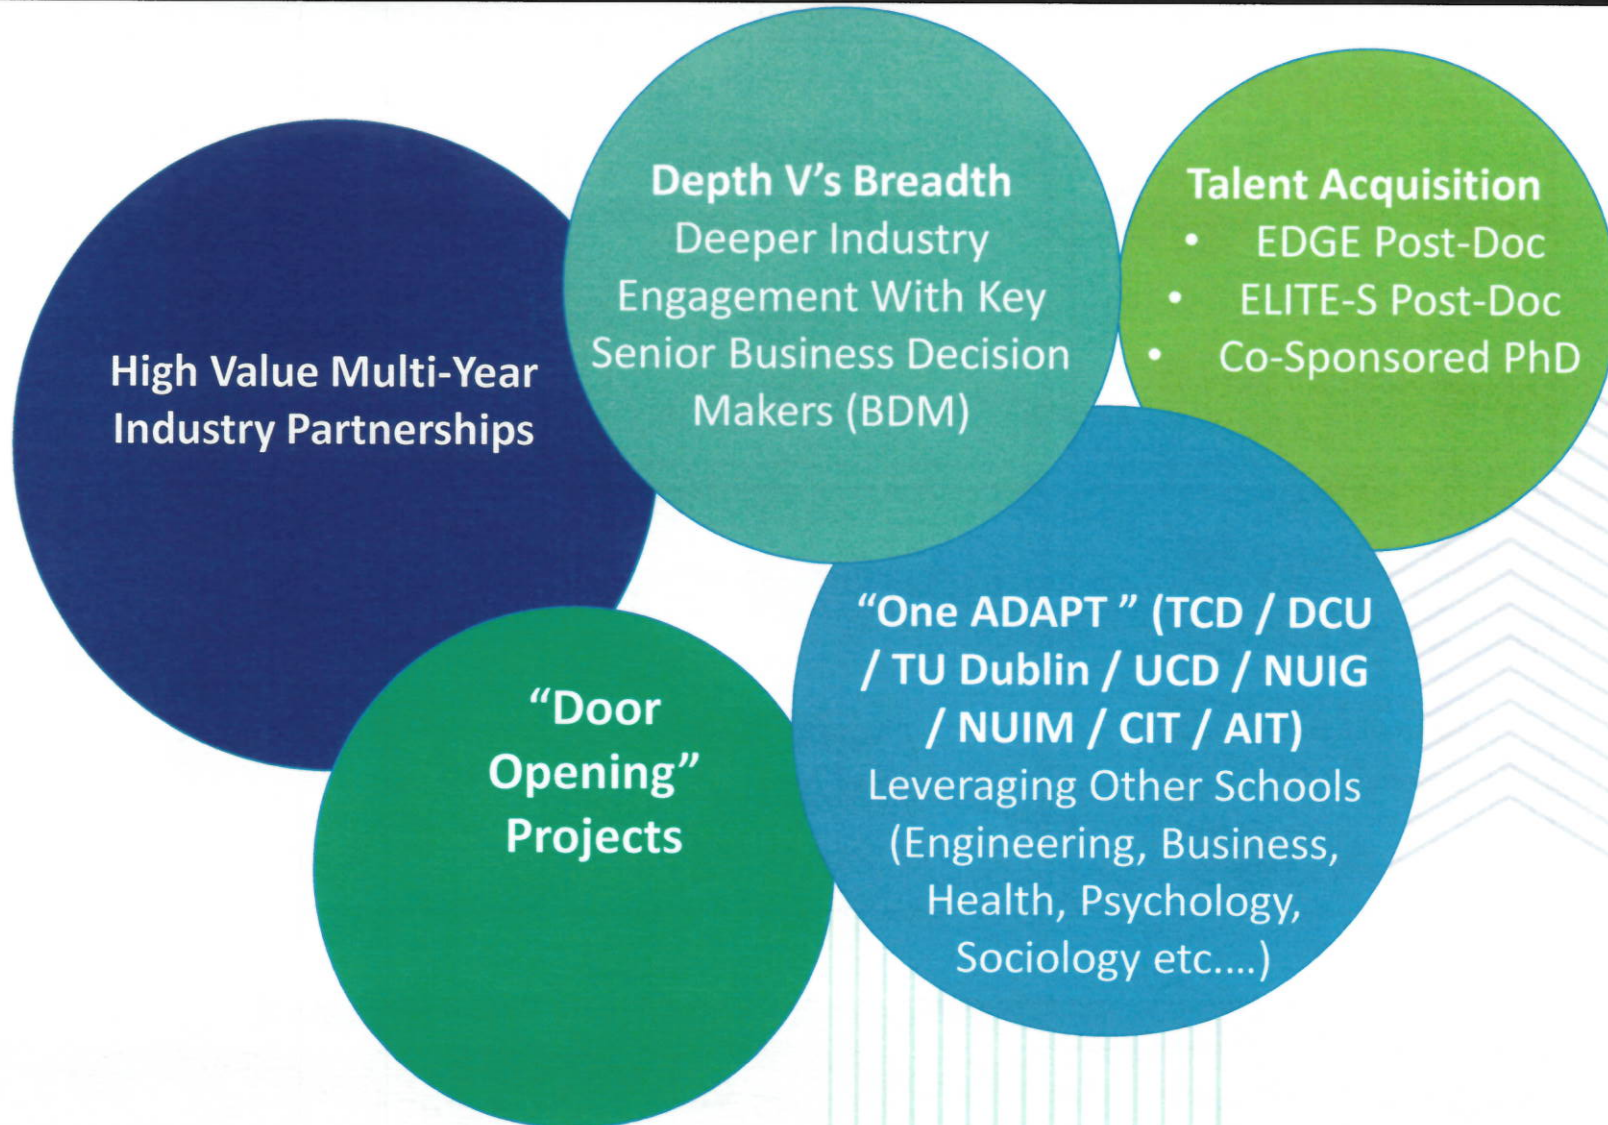 High Value Multi-Year
Industry Partnerships
Depth V’s Breadth
Deeper Industry
Engagement With Key
Senior Business Decision
Makers (BDM)
Talent Acquisition
• EDGE Post-Doc
• ELITE-S Post-Doc
• Co-Sponsored PhD
“Door
Opening”
Projects
“One ADAPT ” (TCD / DCU
/ TU Dublin / UCD / NUIG
/ NUIM / CIT / AIT)
Leveraging Other Schools
(Engineering, Business,
Health, Psychology,
Sociology etc....)